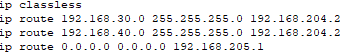 ip classless
ip route 192.168.30.0 255.255.255.0 192.168.204.2
ip route 192.168.40.0 255.255.255.0 192.168.204.2
ip route 0.0.0.0 0.0.0.0 192.168.205.1